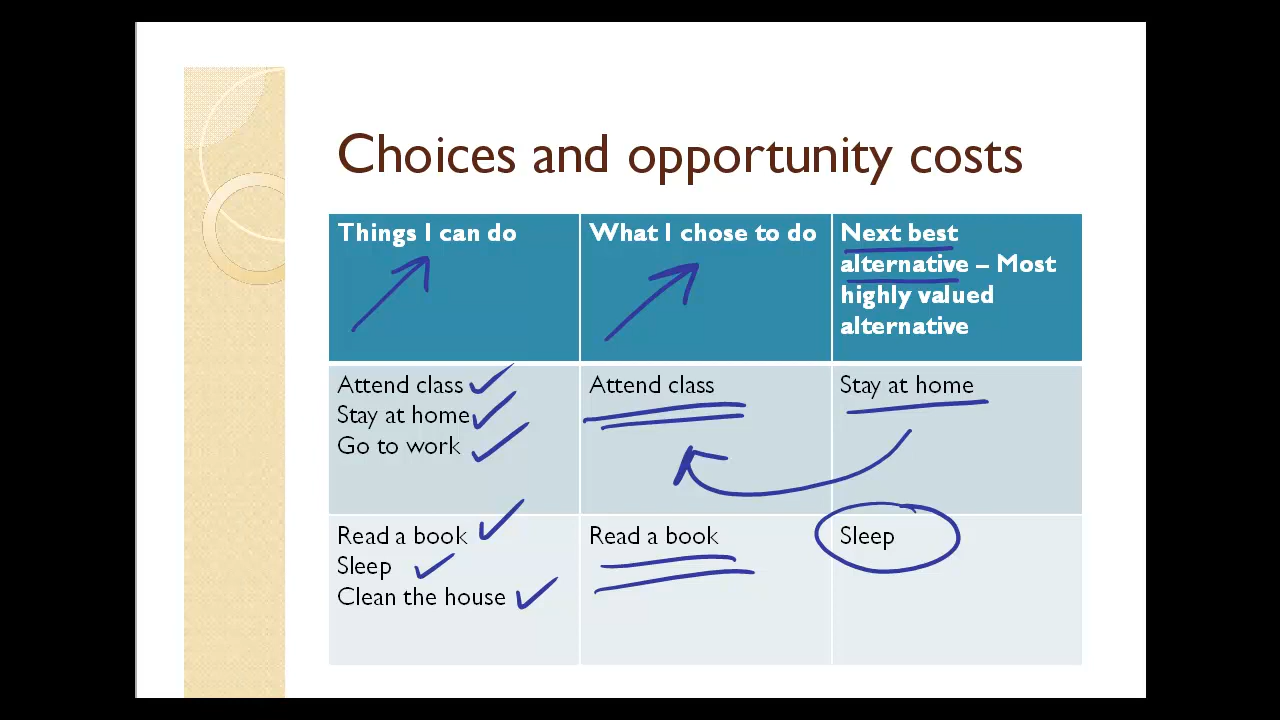 Choices and opportunity costs
Things I can do
What I chose to do
Next best
alternative – Most
highly valued
alternative
Attend class
Stay at home
Go to work
Attend class
Stay at home
Read a book
Sleep
Clean the house
Read a book
Sleep